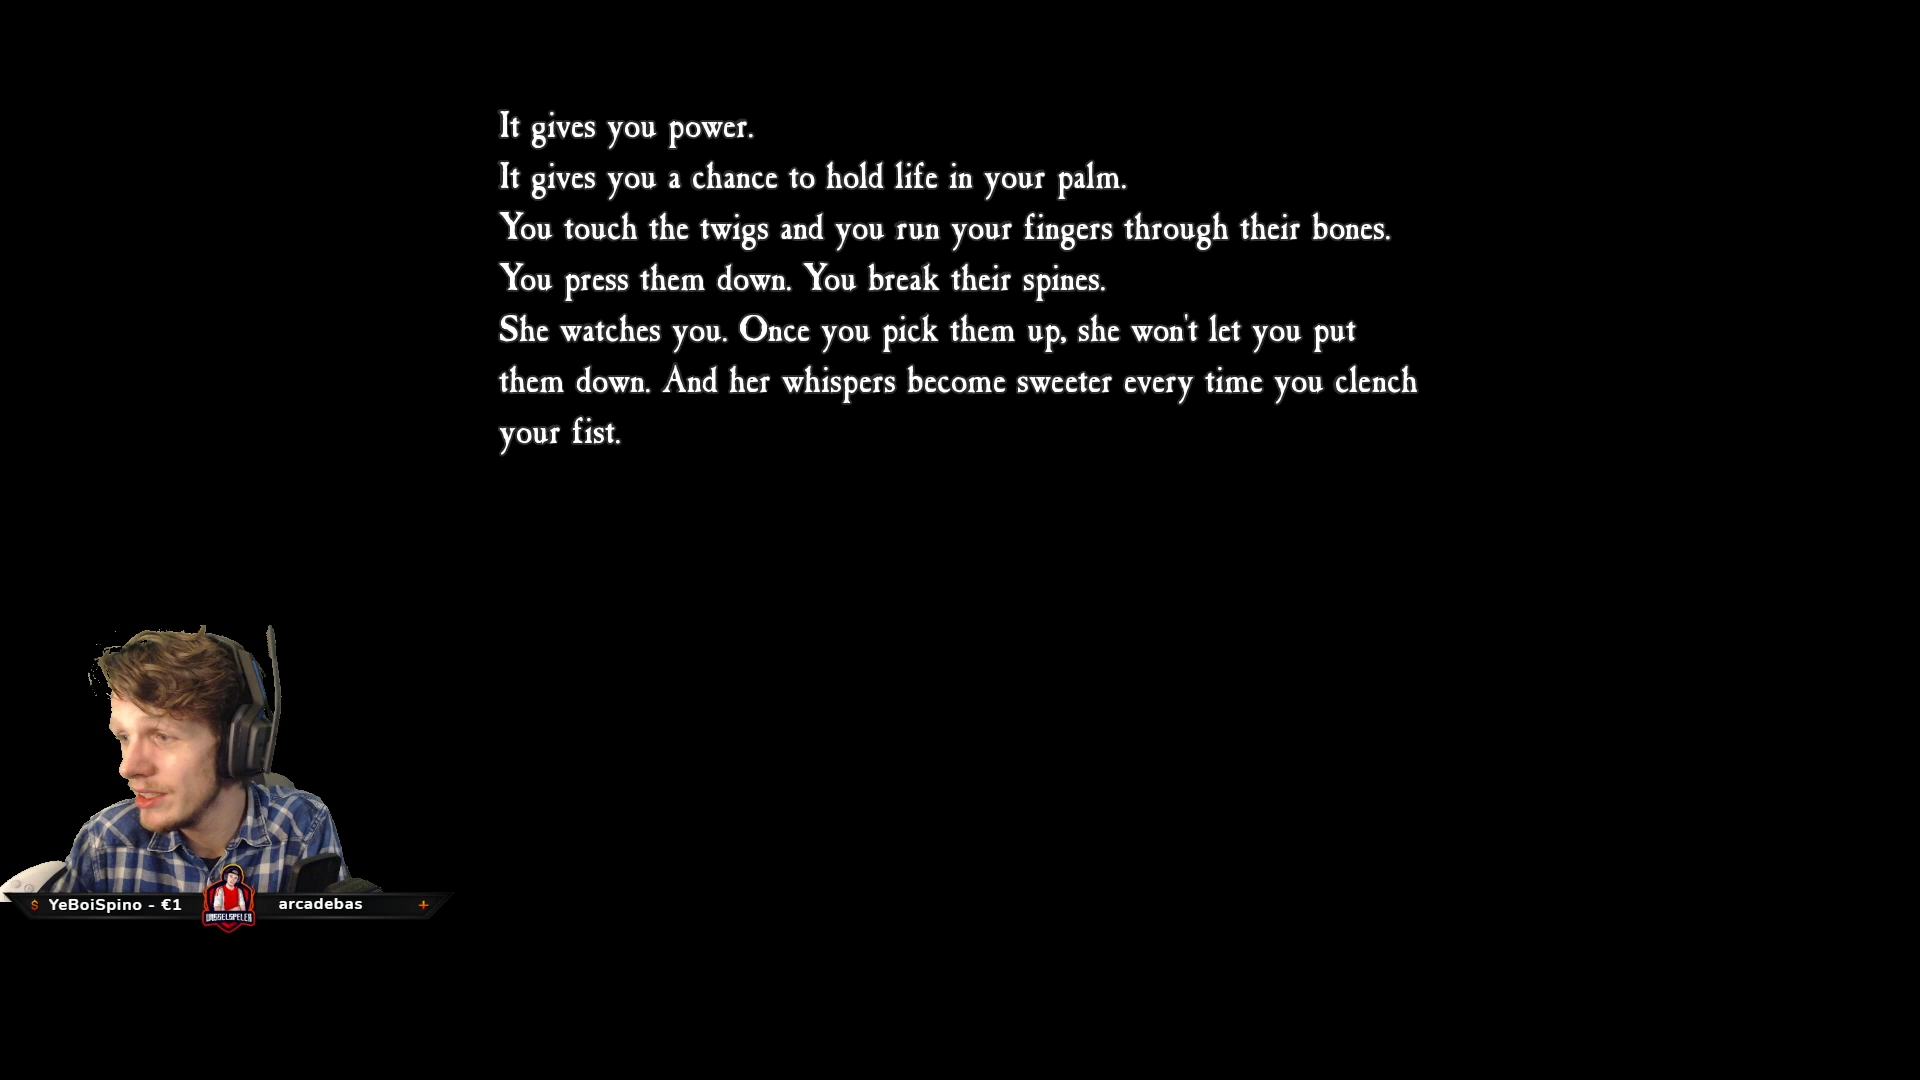 It gives you power.
It gives you a chance to hold life in your palm.
You touch the twigs and you run your fingers through their bones.
You press them down. You break their spines.
She watches you. Once you pick them up, she won't let you put
them down. And her whispers become sweeter every time you clench
your fist.
$ YeBoiSpino - €1
arcadebas +